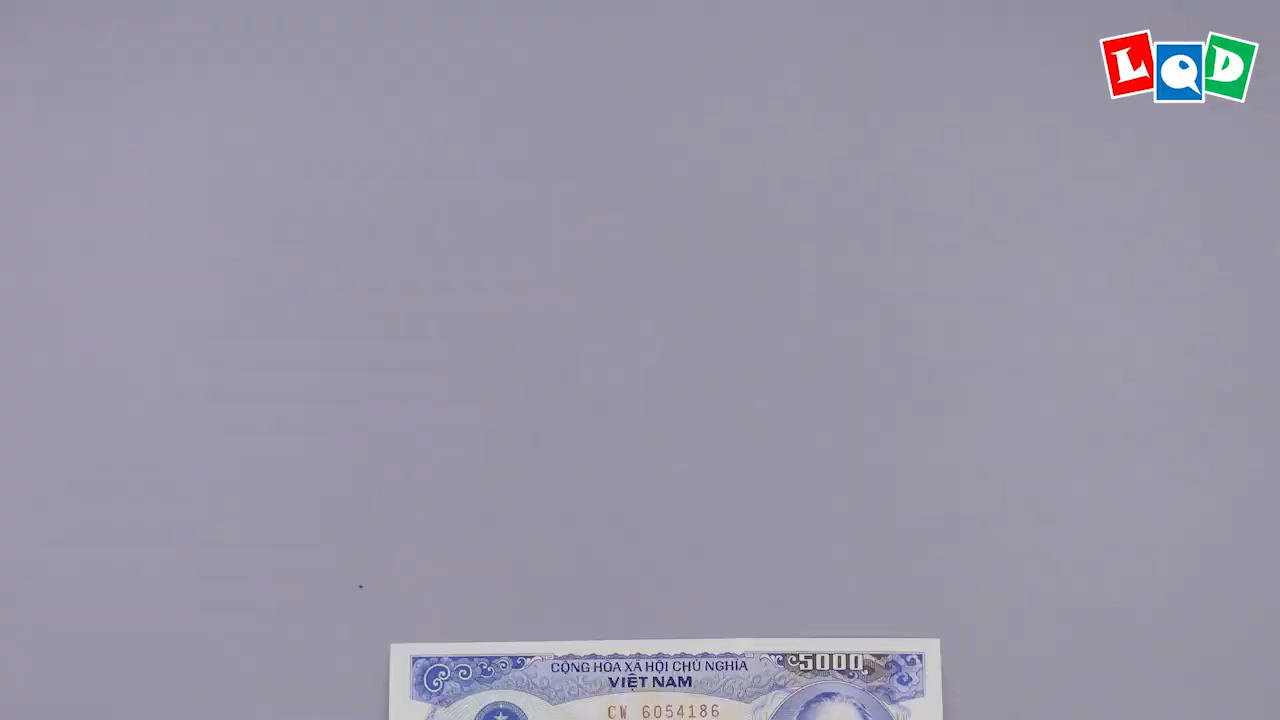 LQD
CỘNG HÒA XÃ HỘI CHỦ NGHĨA
5000
VIỆT NAM
CW 6054186